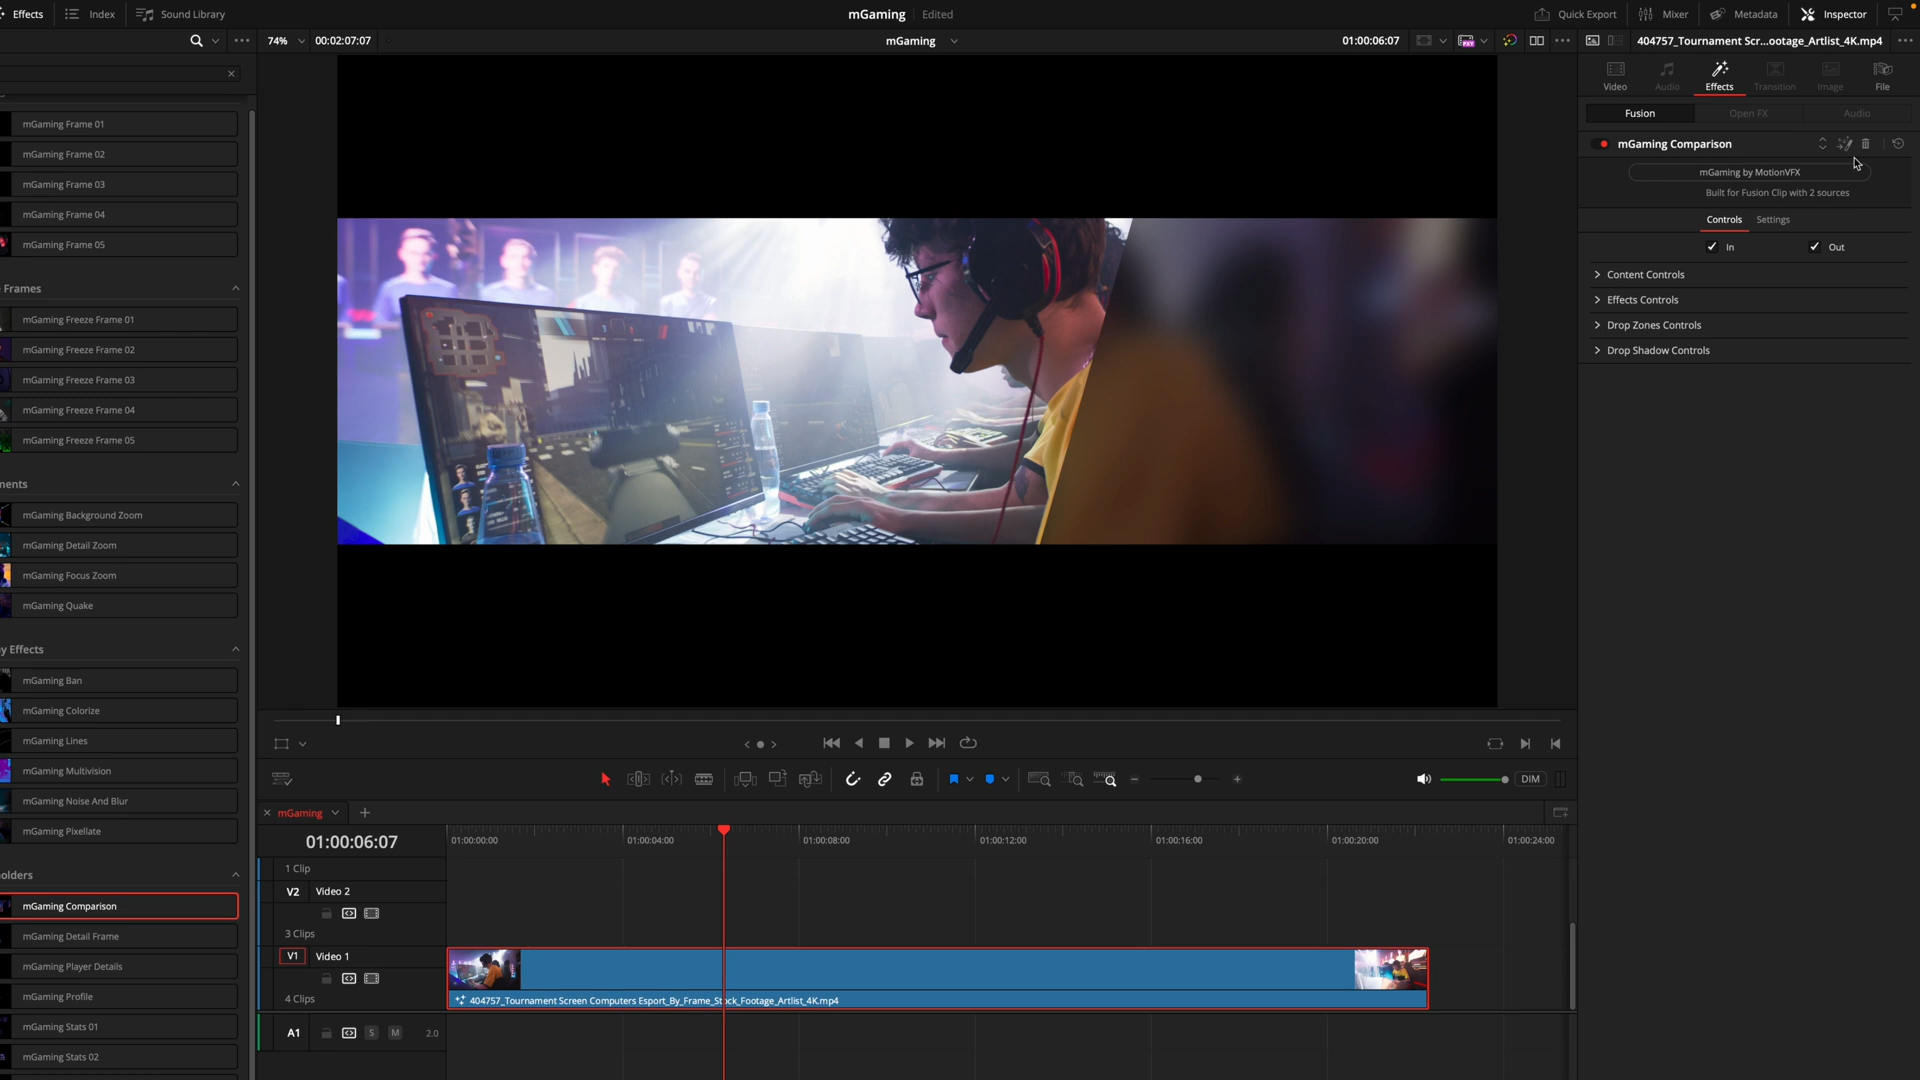 Effects
Index
Sound Library
mGaming
Edited
Quick Export
Mixer
Metadata
Inspector
74%
00:02:07:07
mGaming
01:00:06:07
404757_Tournament Scr...ootage_Artlist_4K.mp4
Video
Audio
Effects
Transition
Image
File
Fusion
Open FX
Audio
mGaming Comparison
mGaming by MotionVFX
Built for Fusion Clip with 2 sources
Controls
Settings
In
Out
Content Controls
Effects Controls
Drop Zones Controls
Drop Shadow Controls
mGaming Frame 01
mGaming Frame 02
mGaming Frame 03
mGaming Frame 04
mGaming Frame 05
Frames
mGaming Freeze Frame 01
mGaming Freeze Frame 02
mGaming Freeze Frame 03
mGaming Freeze Frame 04
mGaming Freeze Frame 05
ments
mGaming Background Zoom
mGaming Detail Zoom
mGaming Focus Zoom
mGaming Quake
y Effects
mGaming Ban
mGaming Colorize
mGaming Lines
mGaming Multivision
mGaming Noise And Blur
mGaming Pixellate
olders
mGaming Comparison
mGaming Detail Frame
mGaming Player Details
mGaming Profile
mGaming Stats 01
mGaming Stats 02
DIM
mGaming
01:00:06:07
01:00:00:00
01:00:04:00
01:00:08:00
01:00:12:00
01:00:16:00
01:00:20:00
01:00:24:00
1 Clip
V2
Video 2
3 Clips
V1
Video 1
4 Clips
404757_Tournament Screen Computers Esport_By_Frame_Stock_Footage_Artlist_4K.mp4
A1
S
M
2.0